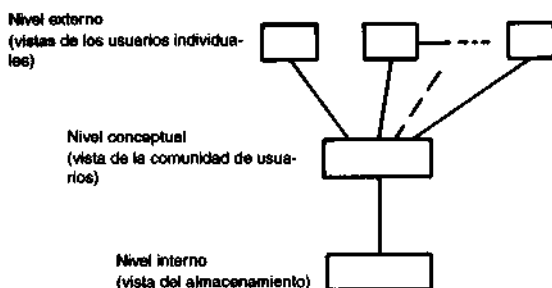 Nivel externo
(vistas de los usuarios individua-
les)
Nivel conceptual
(vista de la comunidad de usua-
rios)
Nivel interno
(vista del almacenamiento)